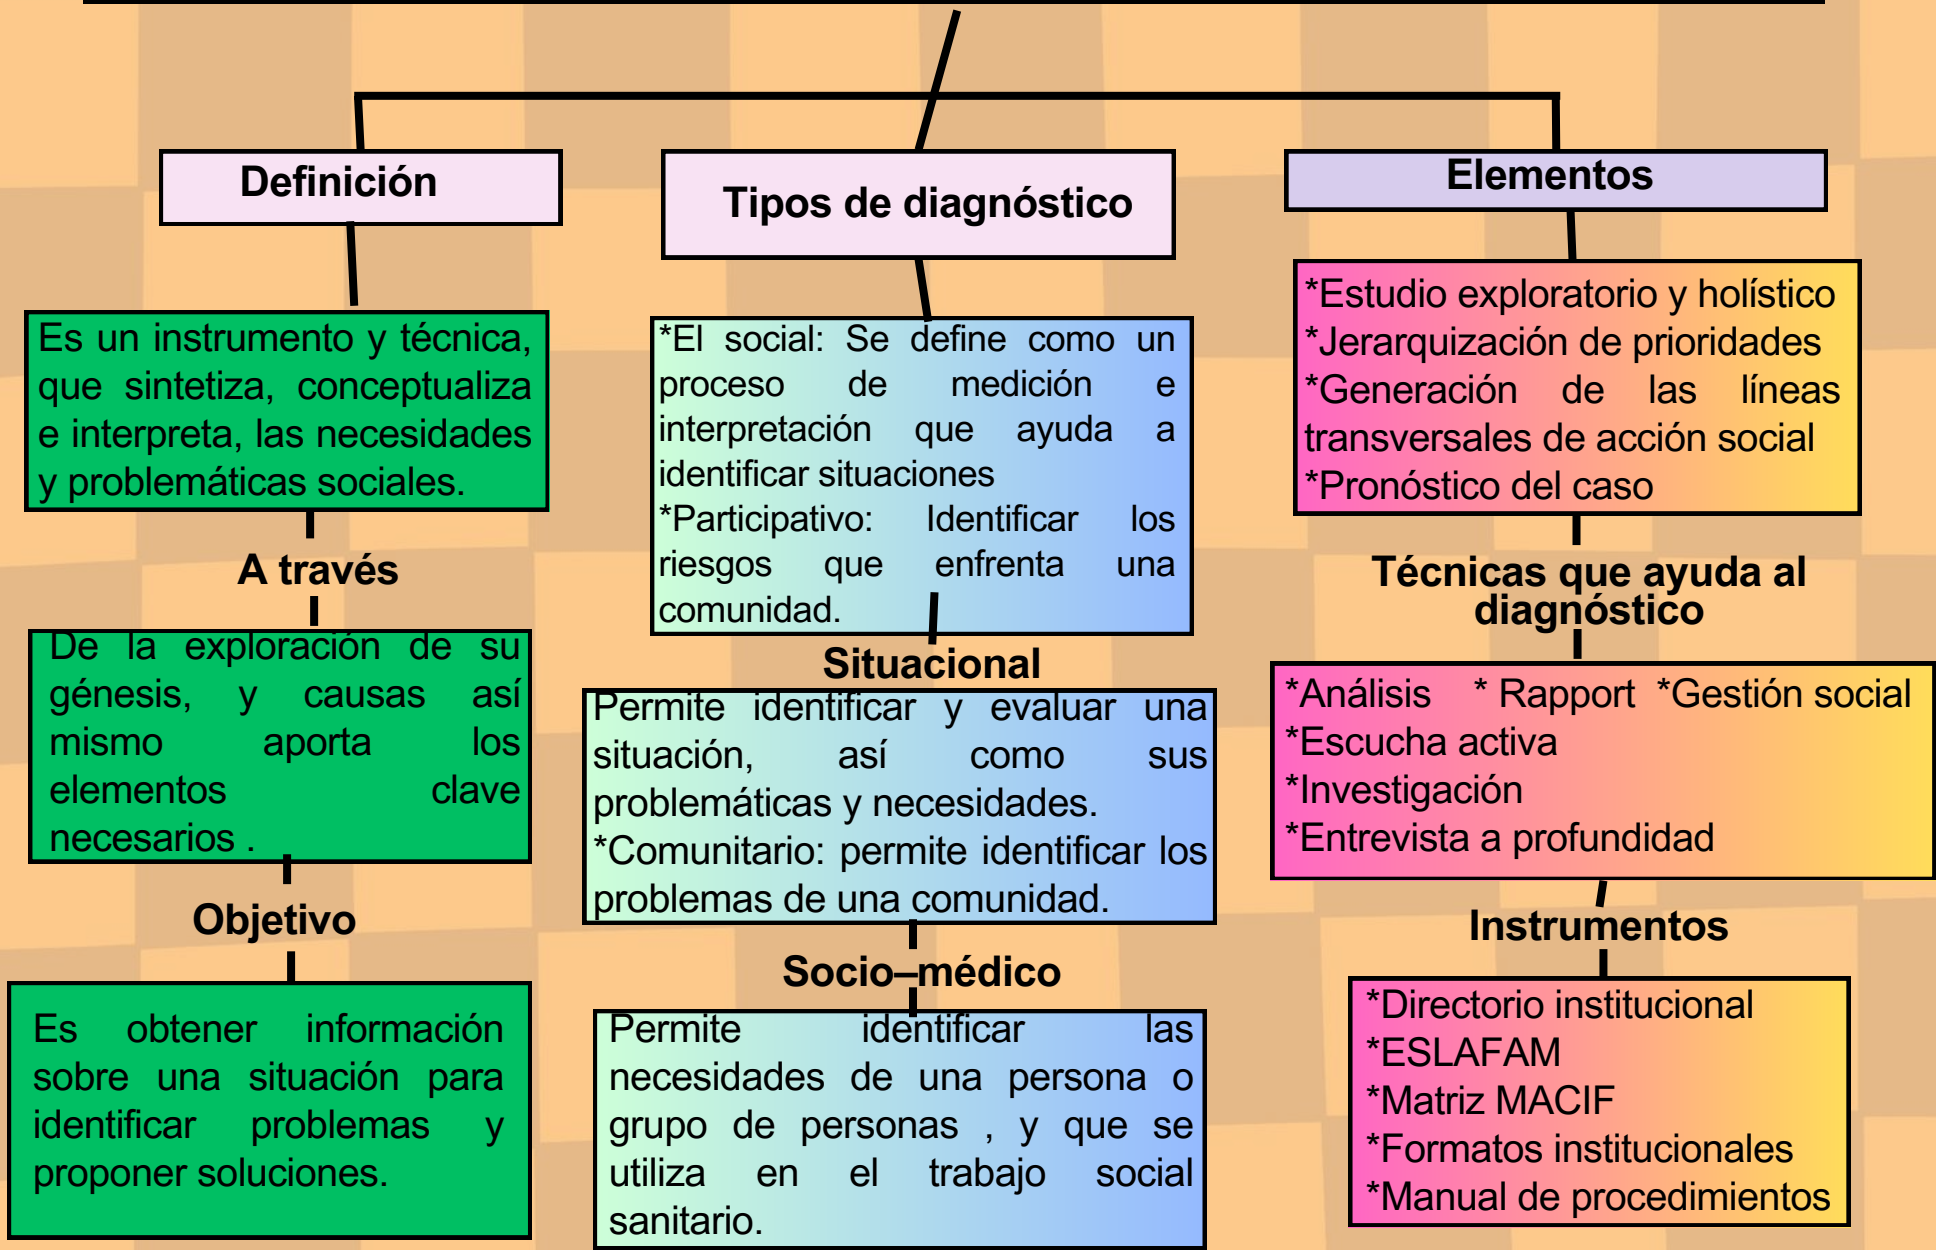 Definición
Es un instrumento y técnica,
que sintetiza, conceptualiza
e interpreta, las necesidades
y problemáticas sociales.
A través
De la exploración de su
génesis, y causas así
mismo aporta los
elementos clave
necesarios .
Objetivo
Es obtener información
sobre una situación para
identificar problemas y
proponer soluciones.
Tipos de diagnóstico
*El social: Se define como un
proceso de medición e
interpretación que ayuda a
identificar situaciones
*Participativo: Identificar los
riesgos que enfrenta una
comunidad.
Situacional
Permite identificar y evaluar una
situación, así como sus
problemáticas y necesidades.
*Comunitario: permite identificar los
problemas de una comunidad.
Socio–médico
Permite identificar las
necesidades de una persona o
grupo de personas , y que se
utiliza en el trabajo social
sanitario.
Elementos
*Estudio exploratorio y holístico
*Jerarquización de prioridades
*Generación de las líneas
transversales de acción social
*Pronóstico del caso
Técnicas que ayuda al
diagnóstico
*Análisis * Rapport *Gestión social
*Escucha activa
*Investigación
*Entrevista a profundidad
Instrumentos
*Directorio institucional
*ESLAFAM
*Matriz MACIF
*Formatos institucionales
*Manual de procedimientos